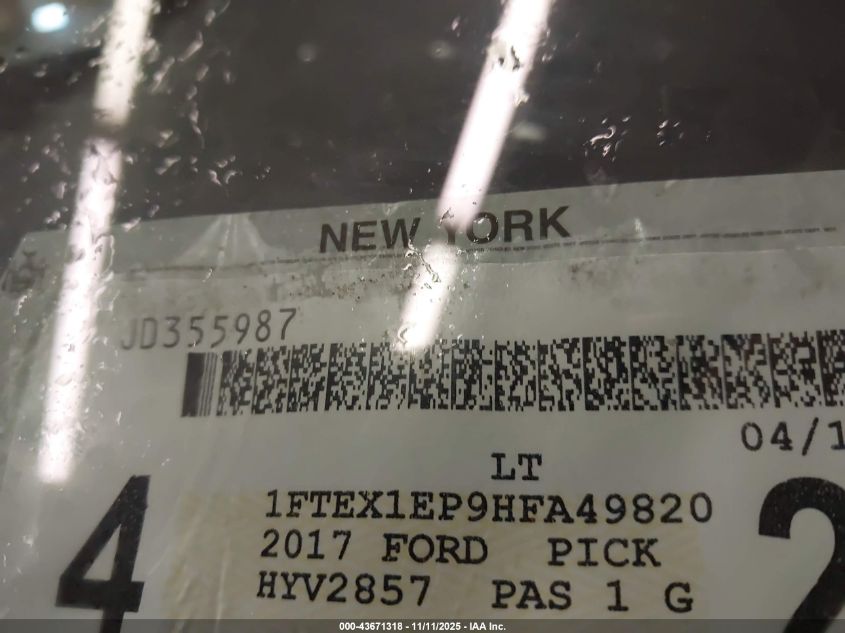 NEW YORK
JD355987
04/1
LT
1FTEX1EP9HFA49820
2017 FORD PICK
HYV2857 PAS 1 G
4 2
000-43671318 - 11/11/2025 - IAA Inc.